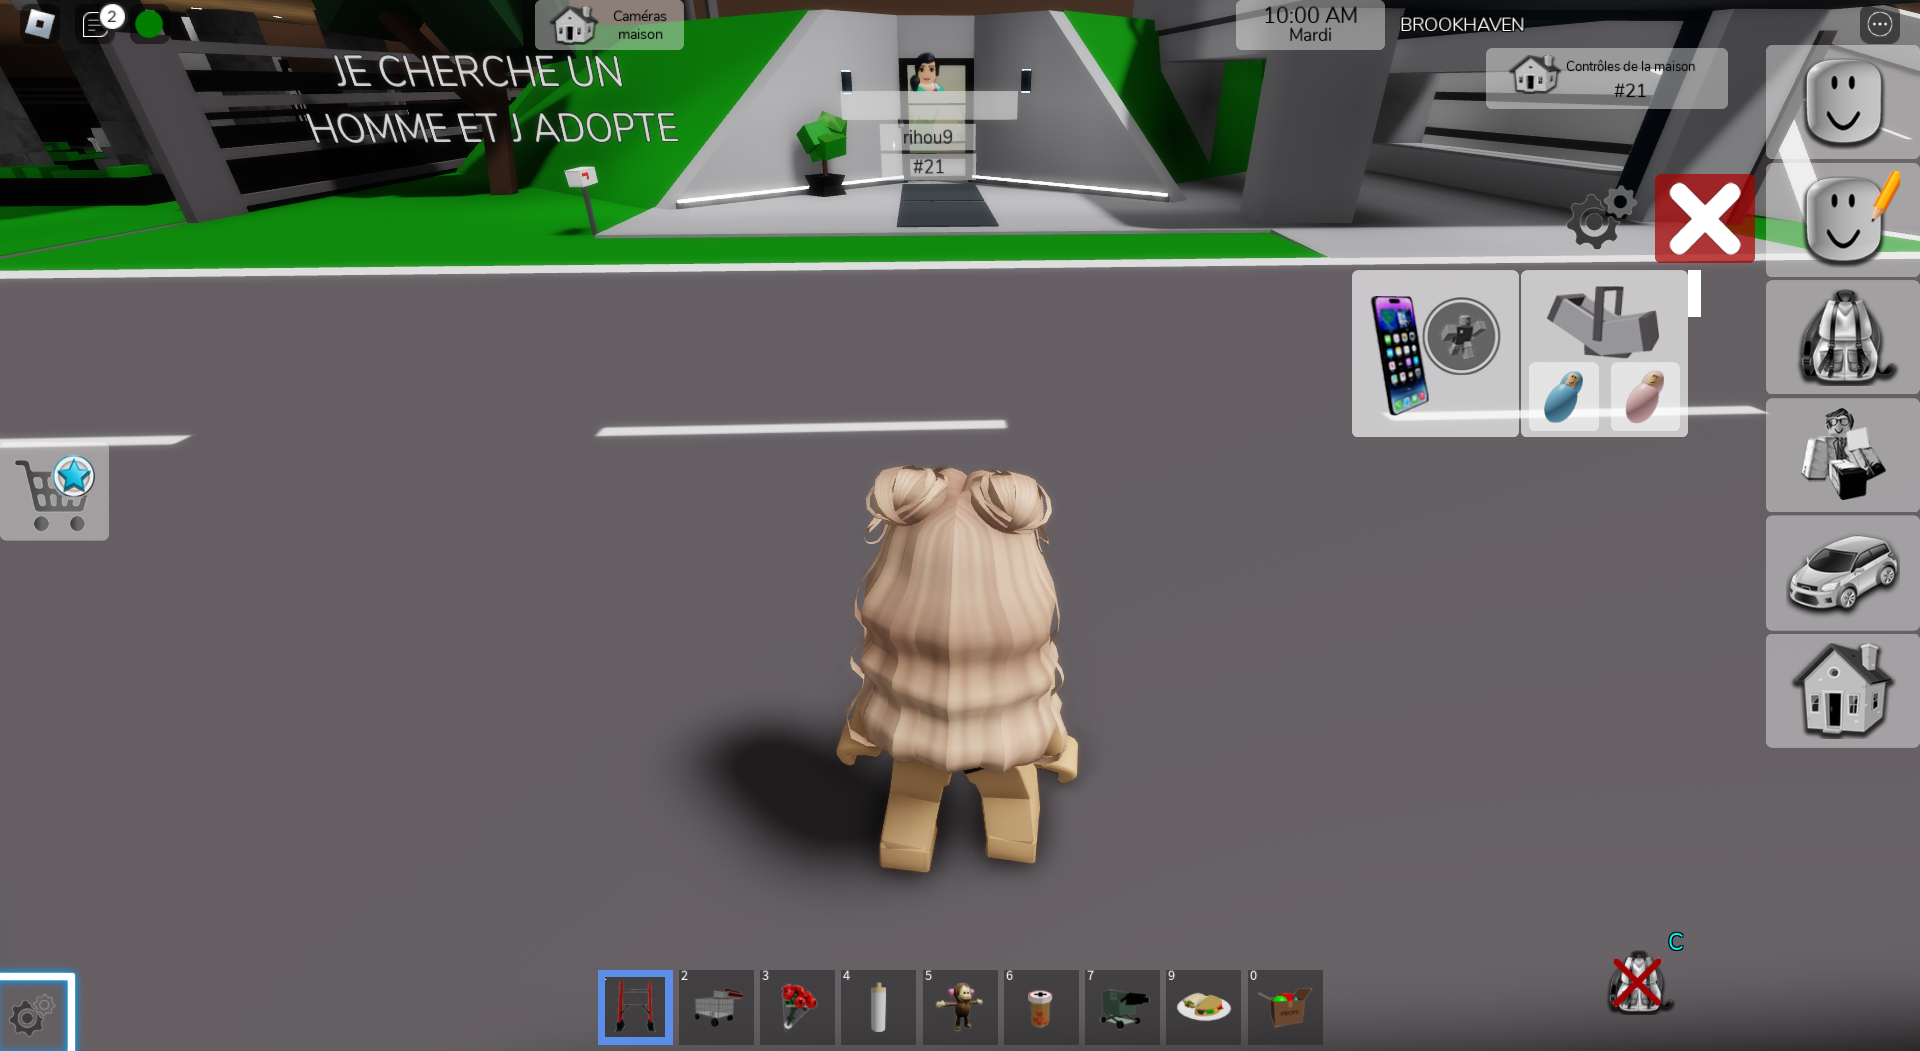 2
Caméras
maison
10:00 AM
Mardi
BROOKHAVEN
JE CHERCHE UN
HOMME ET J ADOPTE
Contrôles de la maison
#21
rihou9
#21
C
2
3
4
5
6
7
9
0
PROPS